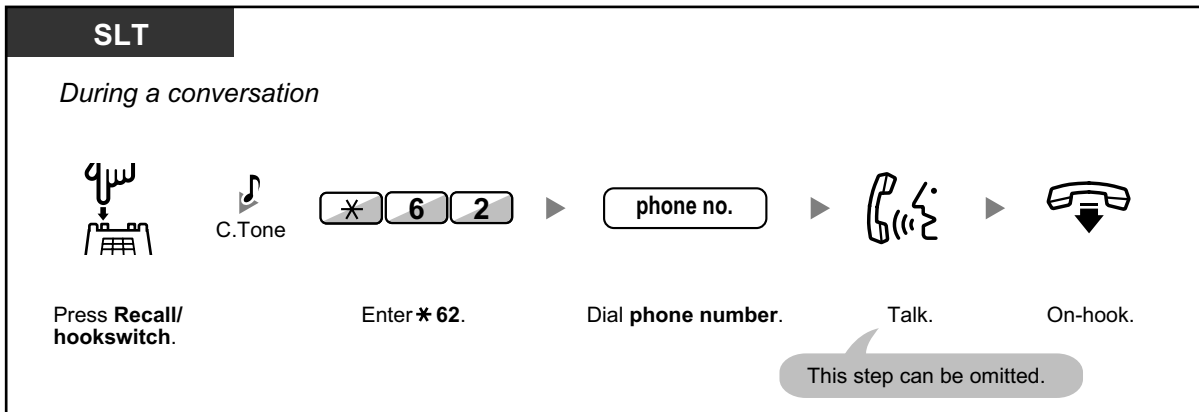 SLT
During a conversation
C.Tone
* 6 2
phone no.
Press Recall/
hookswitch.
Enter * 62.
Dial phone number.
Talk.
On-hook.
This step can be omitted.